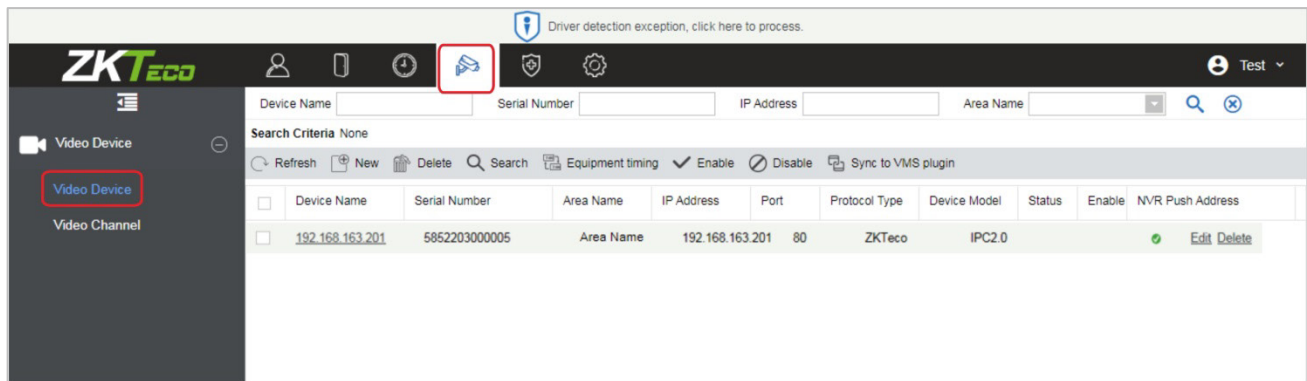 Driver detection exception, click here to process.
ZKTECO
Test
Device Name Serial Number IP Address Area Name
Video Device
Search Criteria None
Refresh New Delete Search Equipment timing Enable Disable Sync to VMS plugin
Video Device
Device Name Serial Number Area Name IP Address Port Protocol Type Device Model Status Enable NVR Push Address
Video Channel
192.168.163.201 5852203000005 Area Name 192.168.163.201 80 ZKTeco IPC2.0 Edit Delete